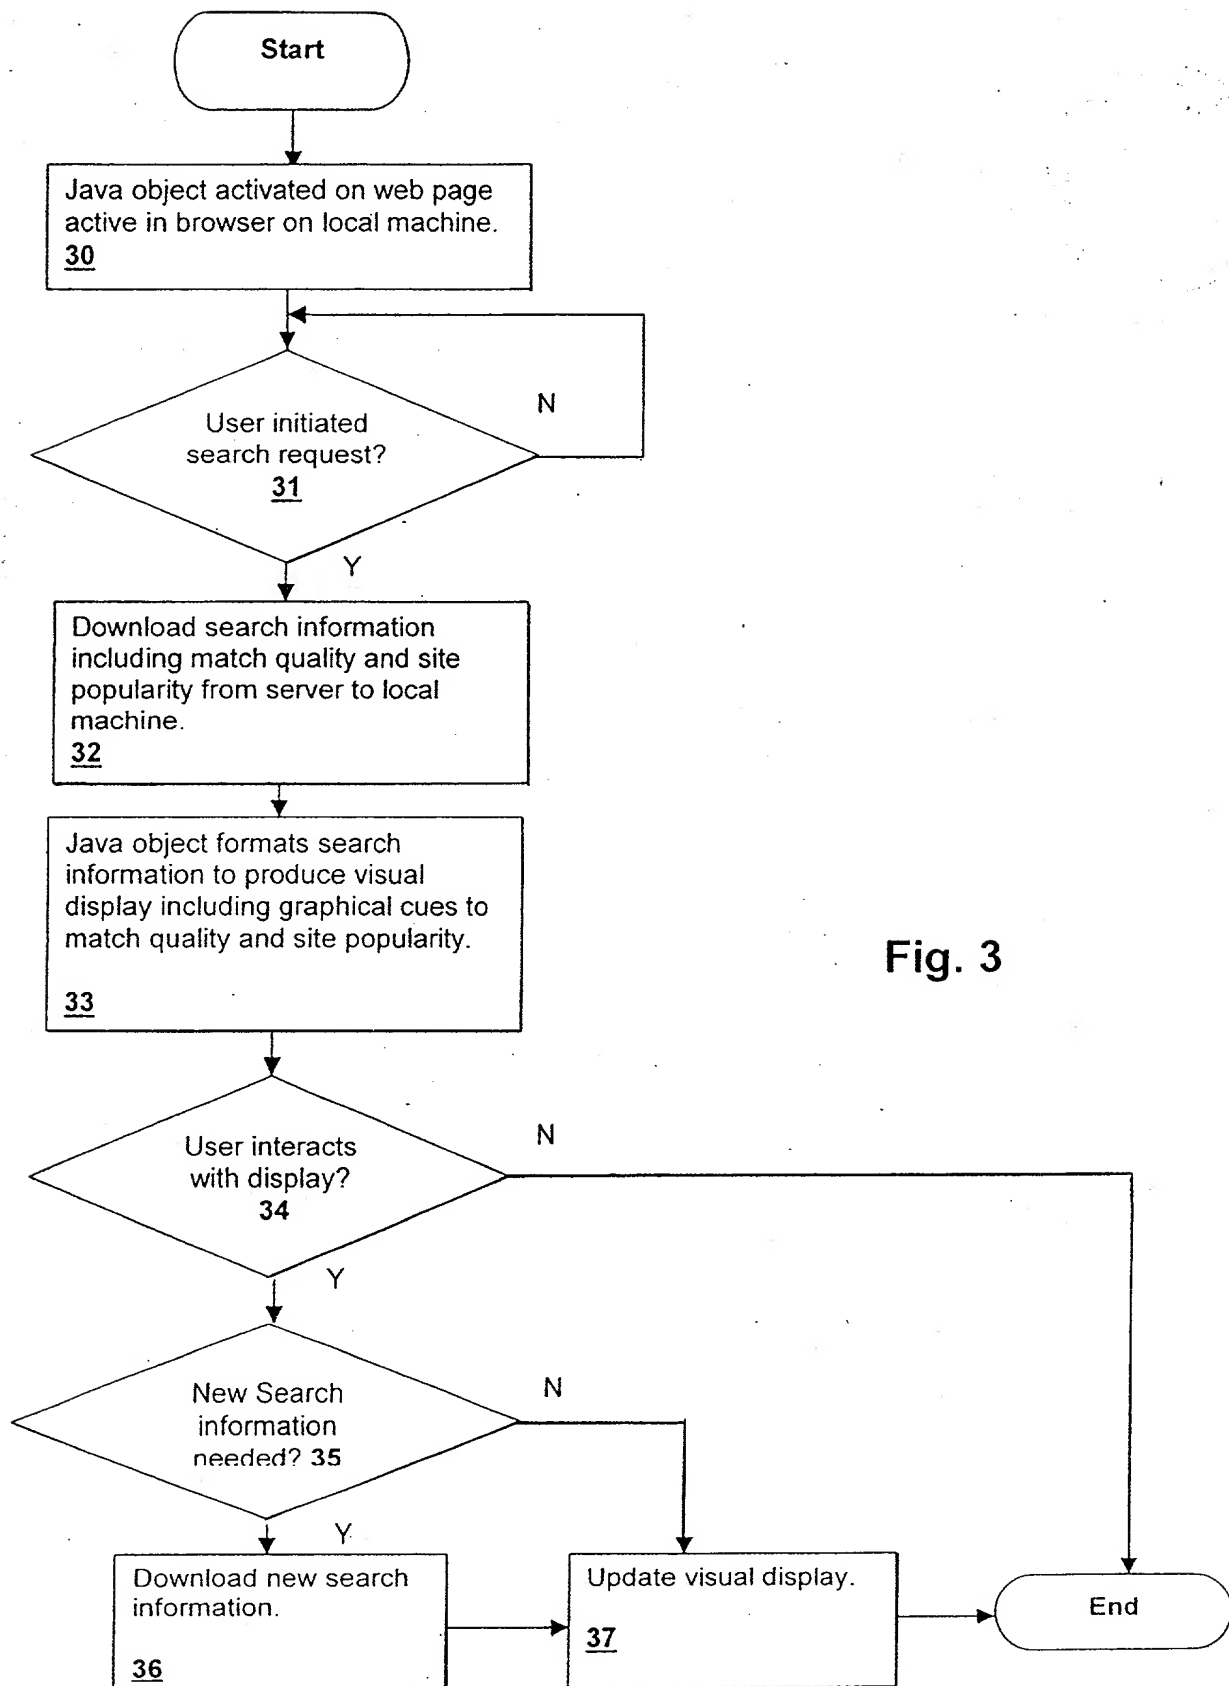 Start
Java object activated on web page
active in browser on local machine.
30
N
User initiated
search request?
31
Y
Download search information
including match quality and site
popularity from server to local
machine.
32
Java object formats search
information to produce visual
display including graphical cues to
match quality and site popularity.
33
Fig. 3
N
User interacts
with display?
34
Y
N
New Search
information
needed? 35
Y
Download new search
information.
36
Update visual display.
37
End